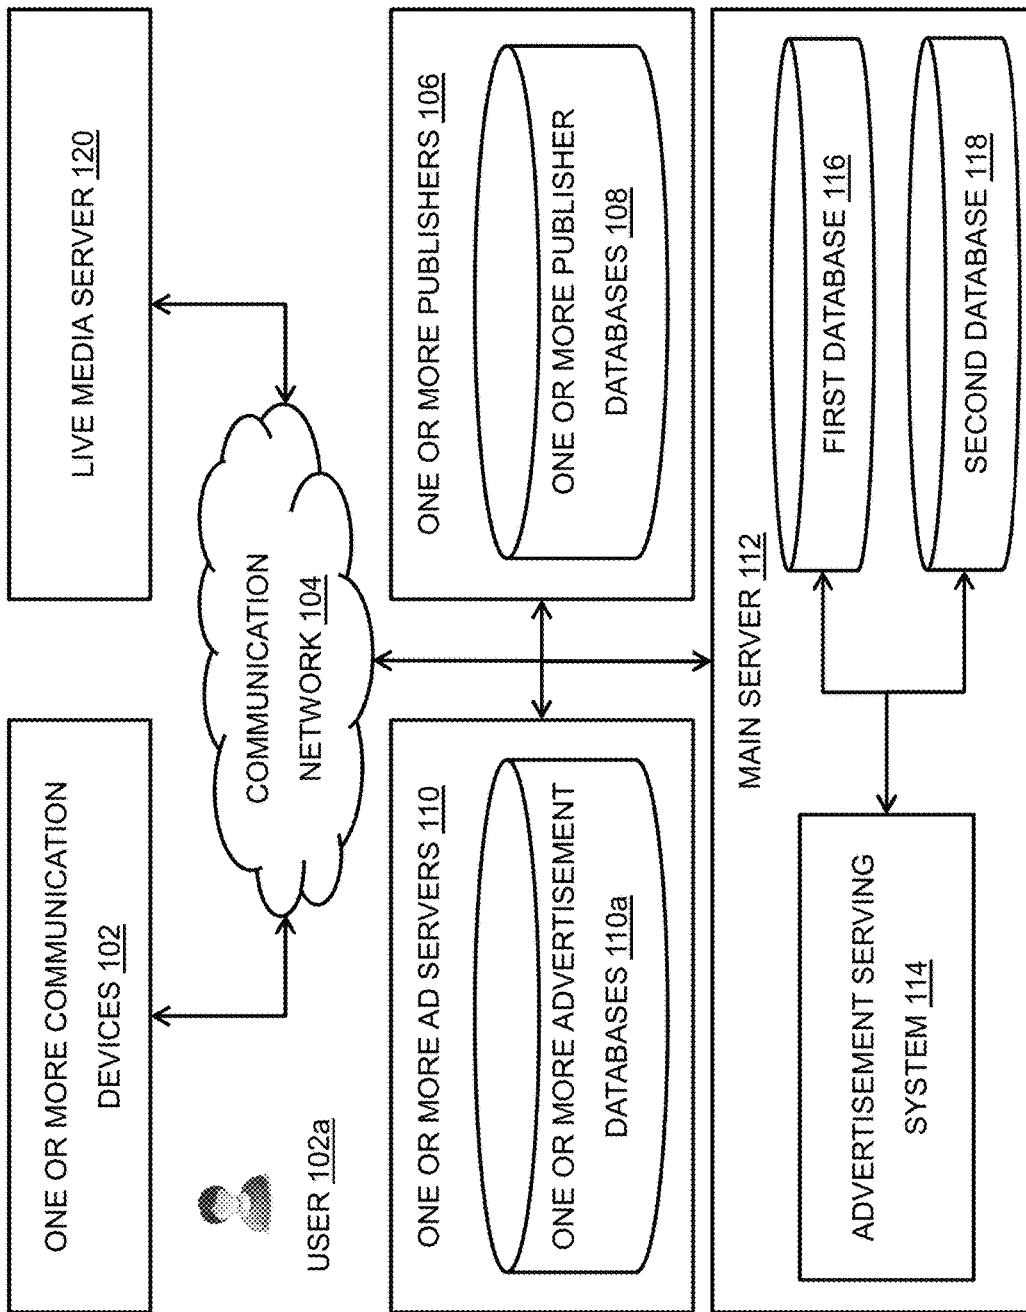 ONE OR MORE COMMUNICATION
DEVICES 102
LIVE MEDIA SERVER 120
USER 102a
COMMUNICATION
NETWORK 104
ONE OR MORE AD SERVERS 110
ONE OR MORE ADVERTISEMENT
DATABASES 110a
ONE OR MORE PUBLISHERS 106
ONE OR MORE PUBLISHER
DATABASES 108
MAIN SERVER 112
ADVERTISEMENT SERVING
SYSTEM 114
FIRST DATABASE 116
SECOND DATABASE 118